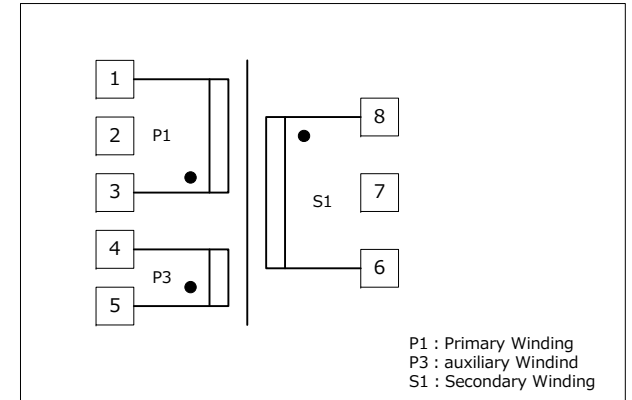 1
2
P1
3
4
P3
5
8
S1
7
6
P1 : Primary Winding
P3 : auxiliary Windind
S1 : Secondary Winding